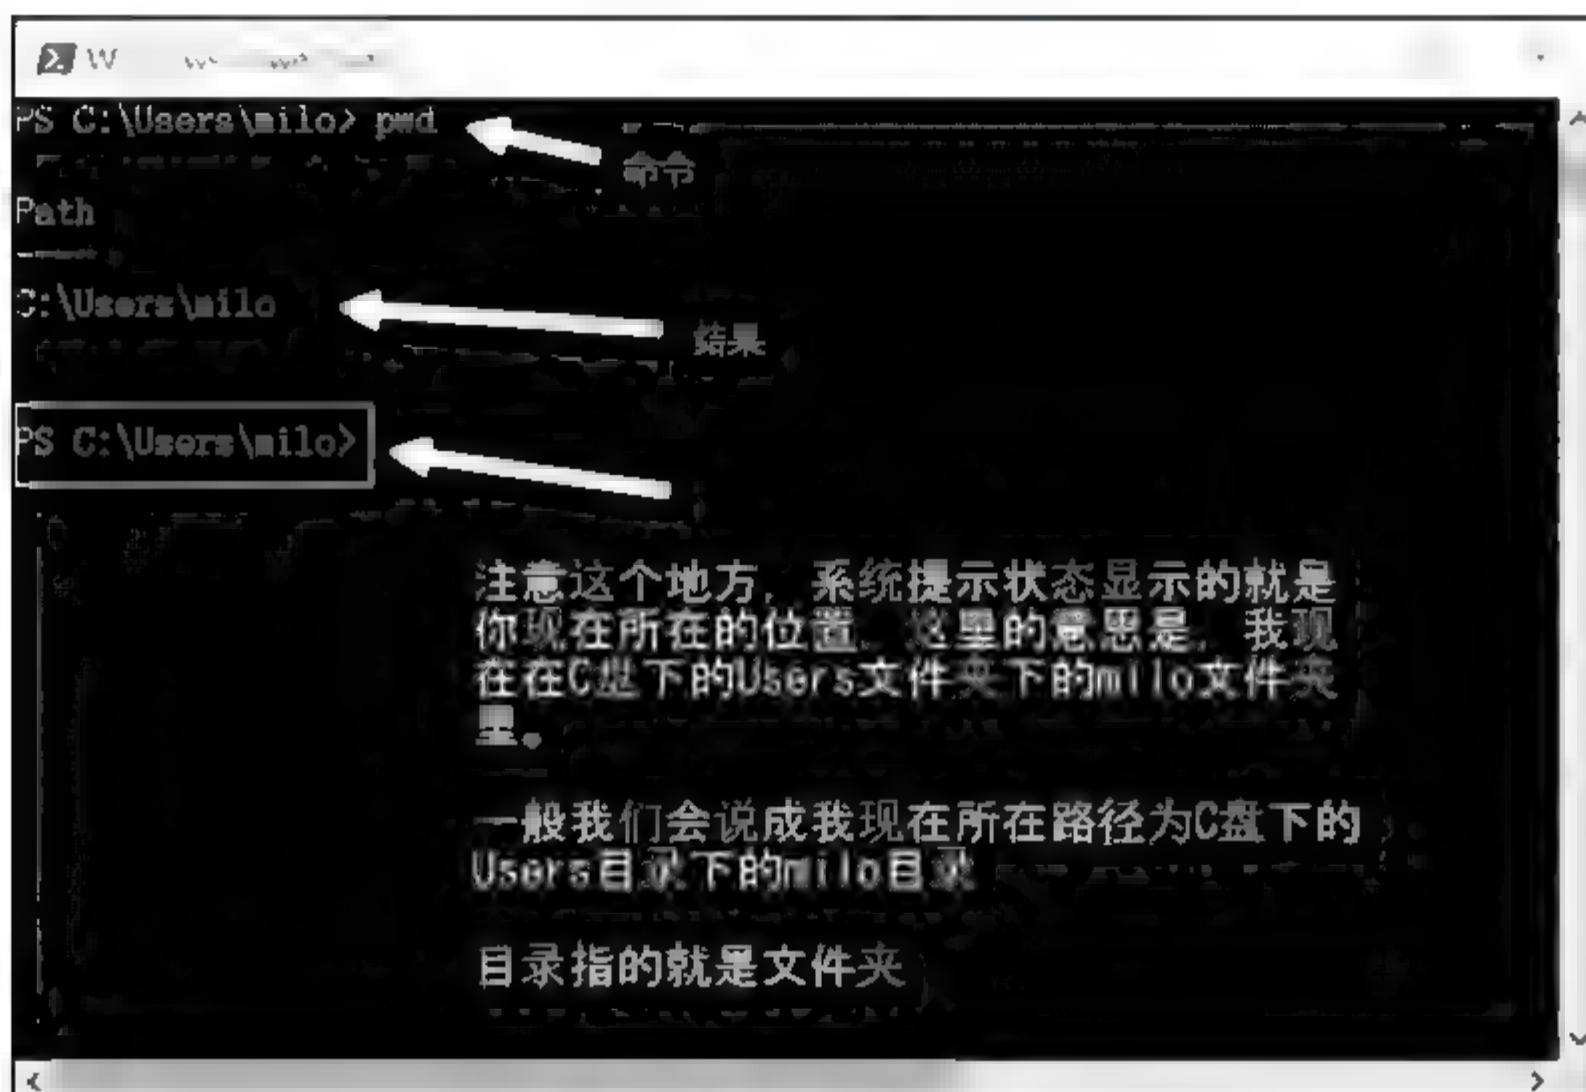 PS C:\Users\milo> pwd
命令
Path
----
C:\Users\milo
结果
PS C:\Users\milo>
注意这个地方，系统提示状态显示的就是
你现在所在的位置。这里的意思是，我现
在在C盘下的Users文件夹下的milo文件夹
里。
一般我们会说成我现在所在路径为C盘下的
Users目录下的milo目录
目录指的就是文件夹